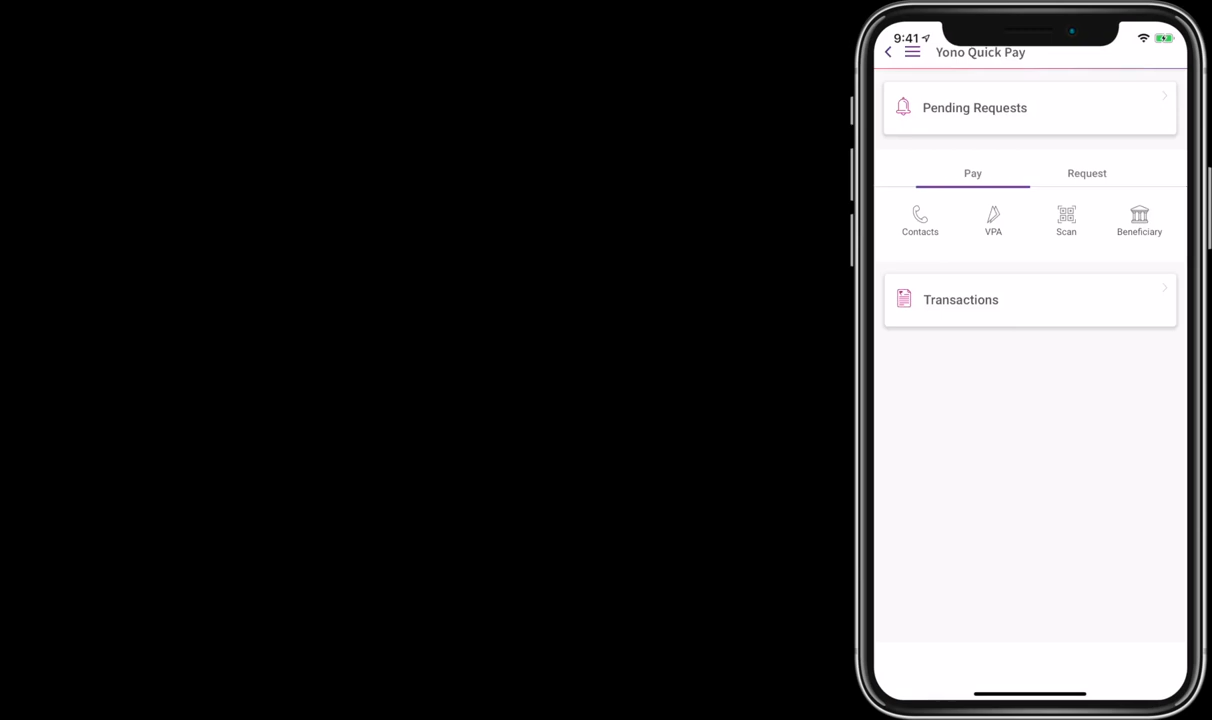 9:41
Yono Quick Pay
Pending Requests
Pay Request
Contacts VPA Scan Beneficiary
Transactions